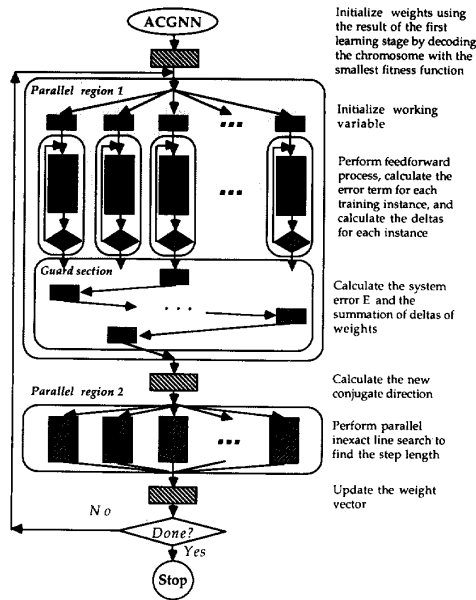 ACGNN
Initialize weights using
the result of the first
learning stage by decoding
the chromosome with the
smallest fitness function
Parallel region 1
Initialize working
variable
Perform feedforward
process, calculate the
error term for each
training instance, and
calculate the deltas
for each instance
Guard section
Calculate the system
error E and the
summation of deltas of
weights
Calculate the new
conjugate direction
Parallel region 2
Perform parallel
inexact line search to
find the step length
Update the weight
vector
No
Done?
Yes
Stop